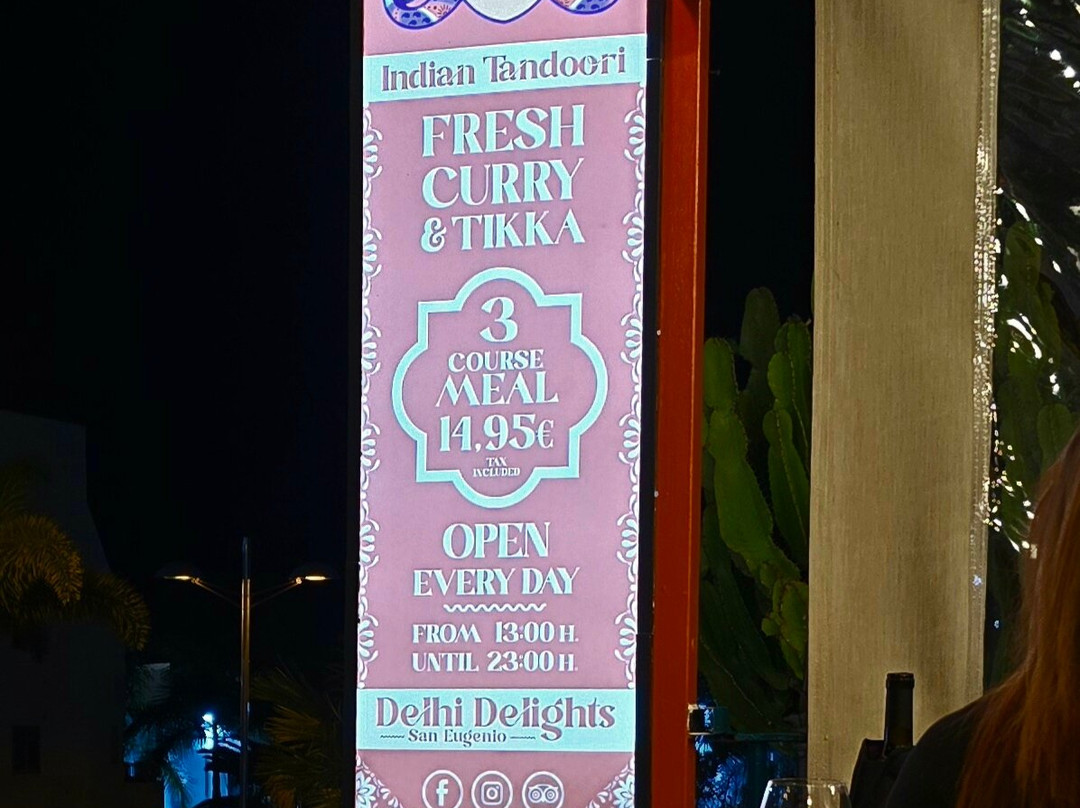 Indian Tandoori
FRESH
CURRY
& TIKKA
3
COURSE
MEAL
14,95€
TAX
INCLUDED
OPEN
EVERY DAY
FROM 13:00 H.
UNTIL 23:00 H.
Delhi Delights
San Eugenio